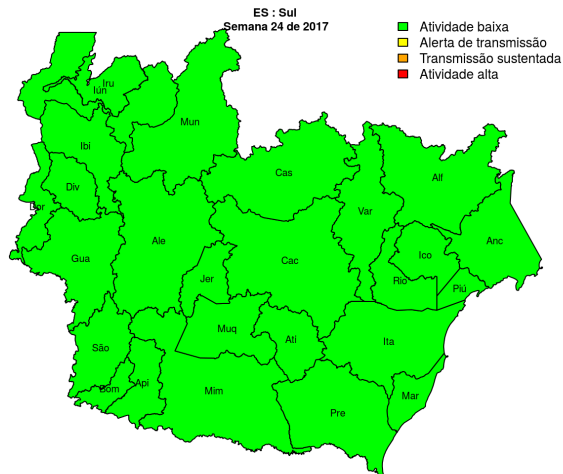 ES : Sul
Semana 24 de 2017
Atividade baixa
Alerta de transmissão
Transmissão sustentada
Atividade alta
Iru
Iún
Mun
Ibi
Cas
Alf
Div
Dor
Var
Ale
Anc
Ico
Gua
Cac
Jer
Rio
Piú
Muq
Ati
Ita
São
Api
Bom
Mim
Mar
Pre